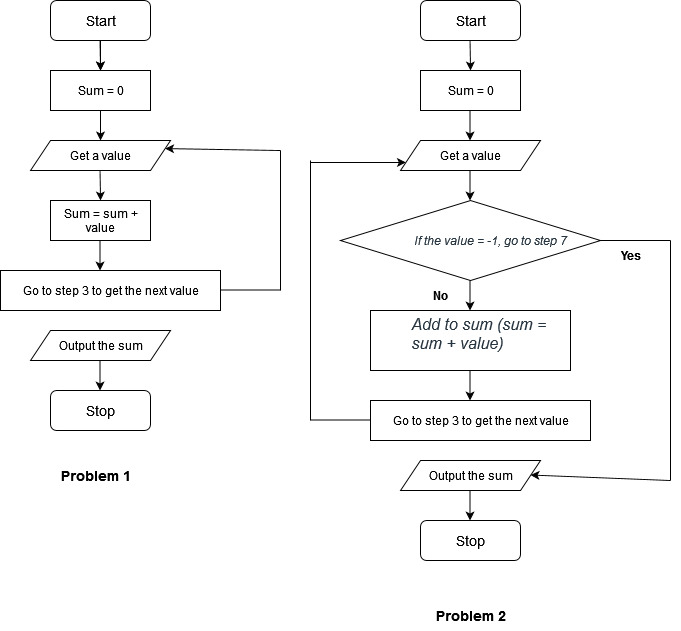 Start
Sum = 0
Get a value
Sum = sum +
value
Go to step 3 to get the next value
Output the sum
Stop
Problem 1
Start
Sum = 0
Get a value
If the value = -1, go to step 7
Yes
No
Add to sum (sum =
sum + value)
Go to step 3 to get the next value
Output the sum
Stop
Problem 2